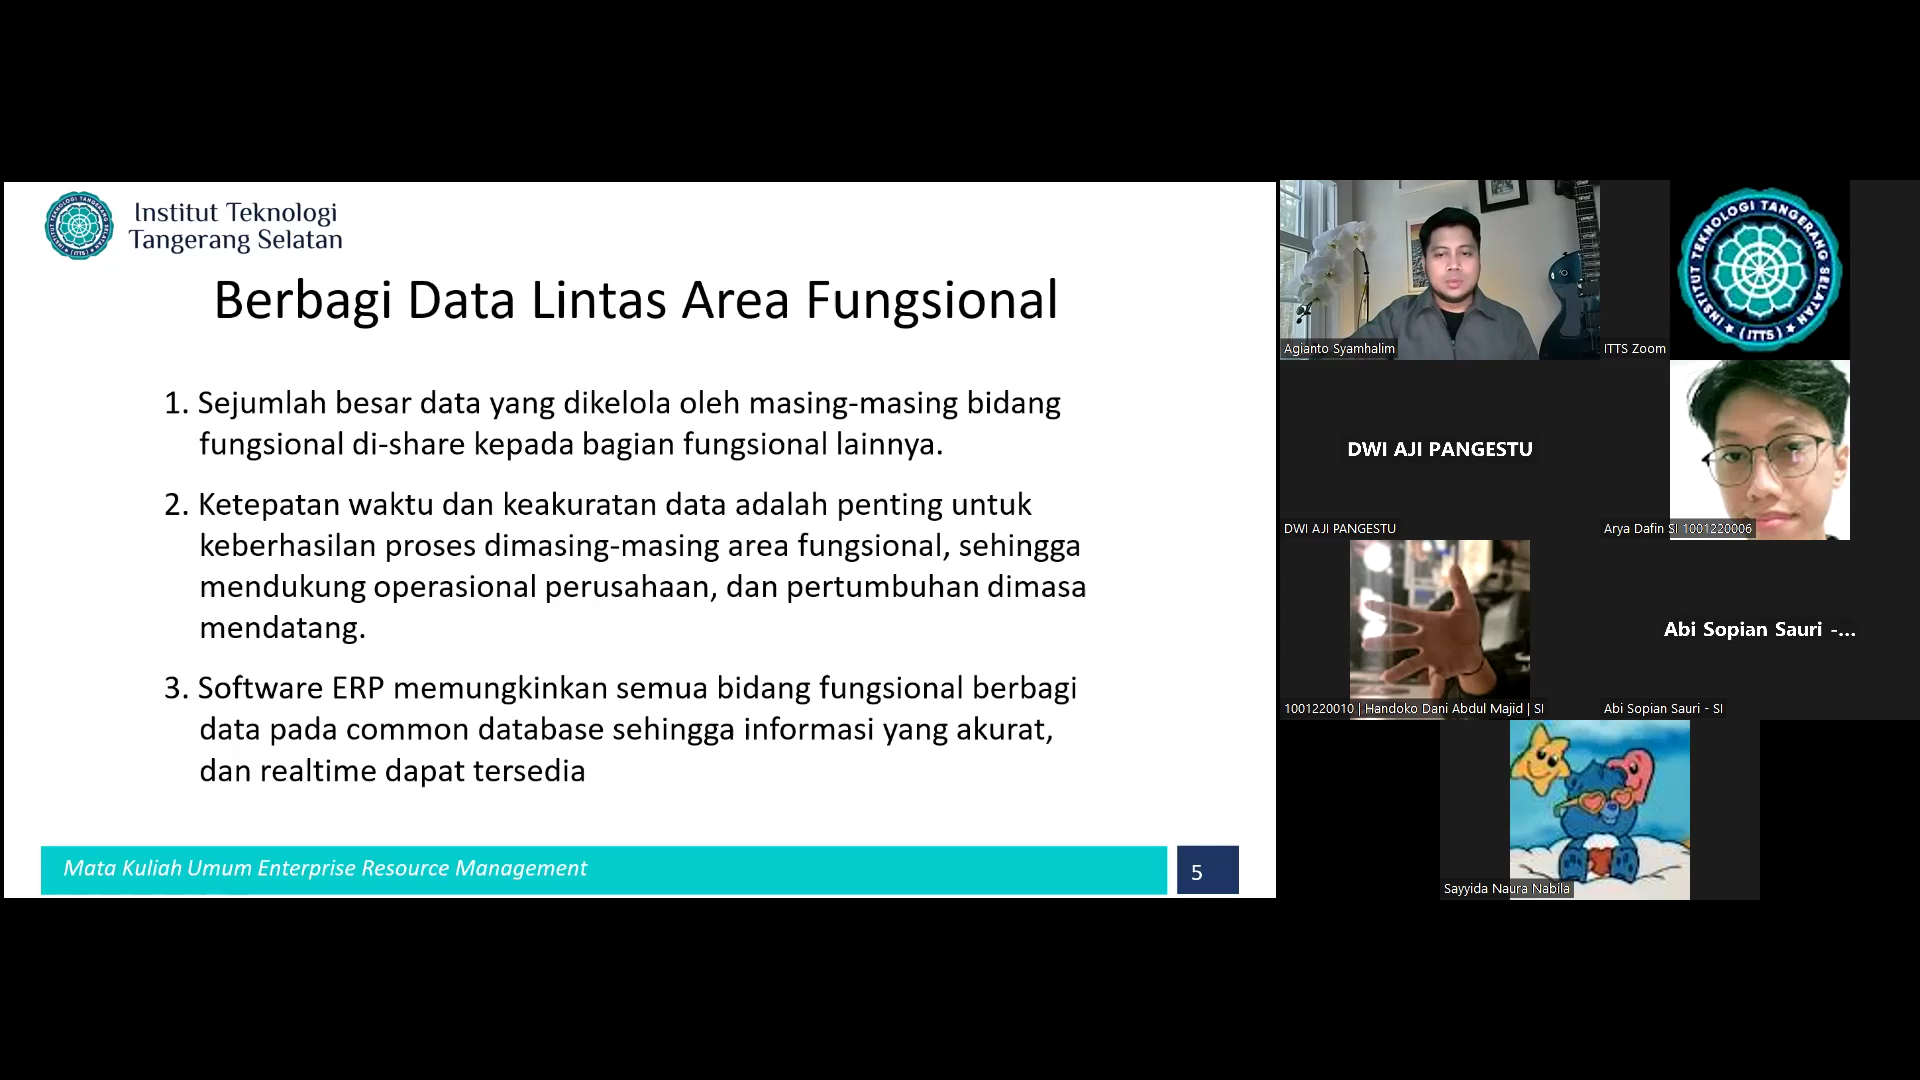 Institut Teknologi
Tangerang Selatan
Berbagi Data Lintas Area Fungsional
1. Sejumlah besar data yang dikelola oleh masing-masing bidang
fungsional di-share kepada bagian fungsional lainnya.
2. Ketepatan waktu dan keakuratan data adalah penting untuk
keberhasilan proses dimasing-masing area fungsional, sehingga
mendukung operasional perusahaan, dan pertumbuhan dimasa
mendatang.
3. Software ERP memungkinkan semua bidang fungsional berbagi
data pada common database sehingga informasi yang akurat,
dan realtime dapat tersedia
Mata Kuliah Umum Enterprise Resource Management
5
Agianto Syamhalim
INSTITUT TEKNOLOGI TANGERANG SELATAN
(ITTS)
ITTS Zoom
DWI AJI PANGESTU
DWI AJI PANGESTU
Arya Dafin SI 1001220006
1001220010 | Handoko Dani Abdul Majid | SI
Abi Sopian Sauri -...
Abi Sopian Sauri - SI
Sayyida Naura Nabila